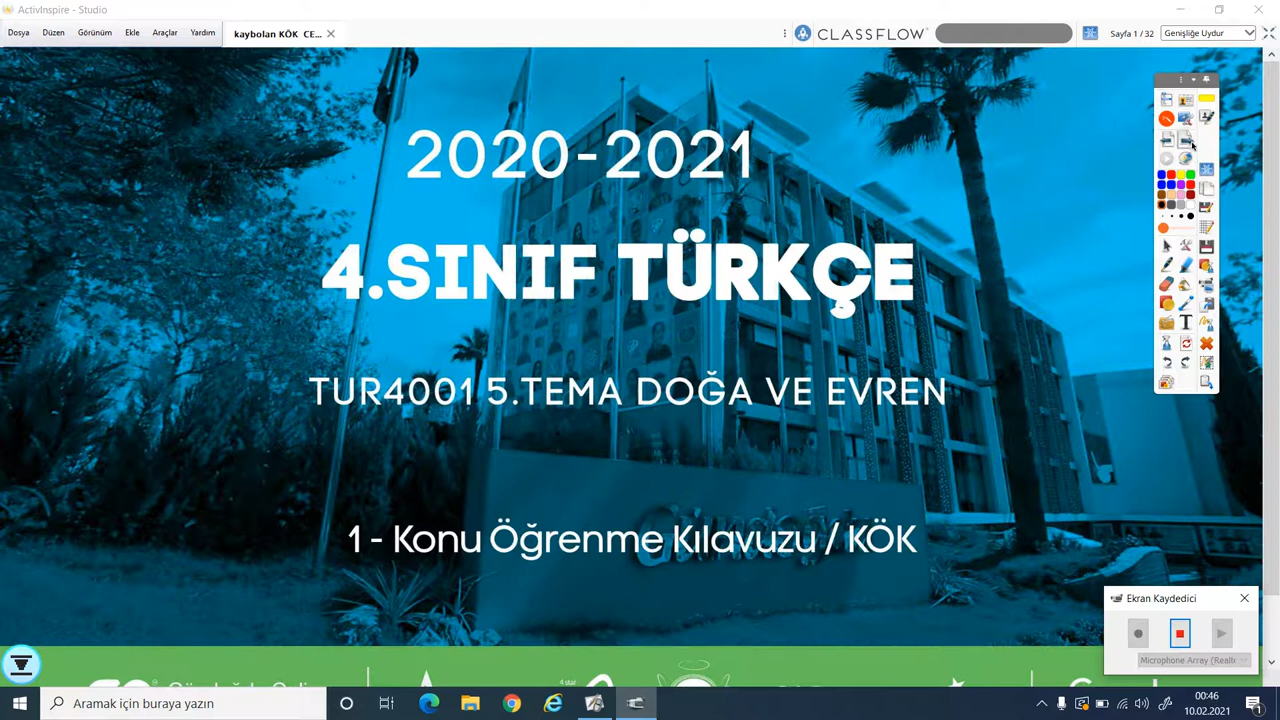 ActivInspire - Studio
Dosya Düzen Görünüm Ekle Araçlar Yardım
kaybolan KÖK CE...
CLASSFLOW
Sayfa 1 / 32
Genişliğe Uydur
2020-2021
4.SINIF TÜRKÇE
TUR4001 5.TEMA DOĞA VE EVREN
1 - Konu Öğrenme Kılavuzu / KÖK
Ekran Kaydedici
Microphone Array (Realte
Aramak için buraya yazın
00:46
10.02.2021